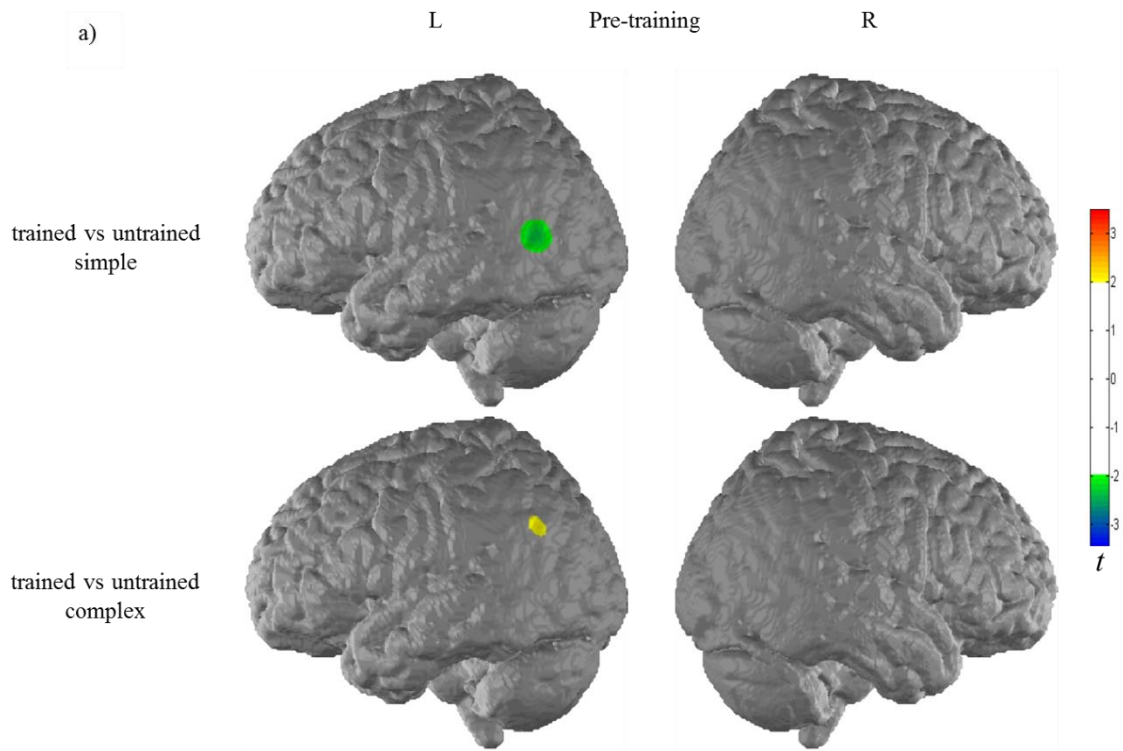 a)
L Pre-training R
trained vs untrained
simple
3
2
1
0
-1
-2
-3
t
trained vs untrained
complex